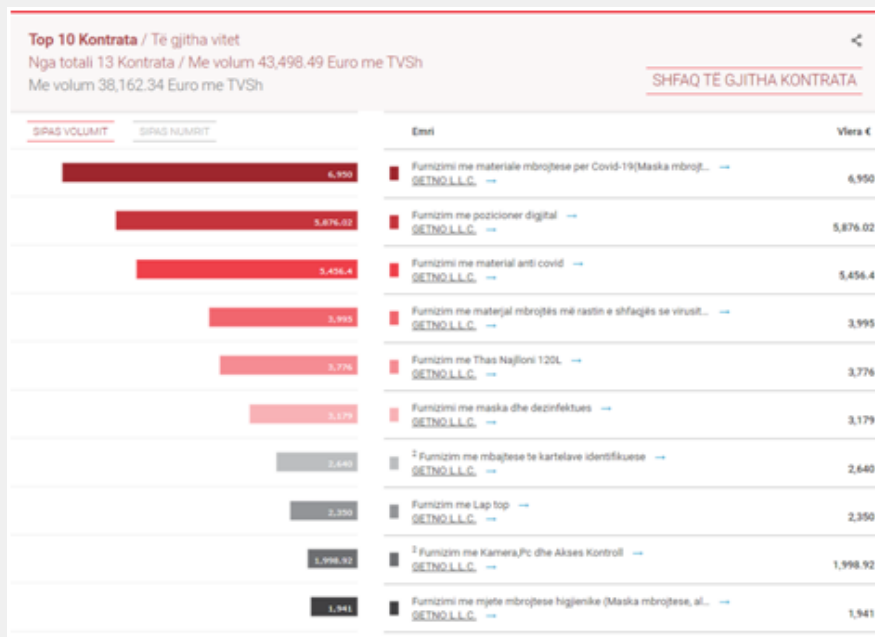 Top 10 Kontrata / Të gjitha vitet
Nga totali 13 Kontrata / Me volum 43,498.49 Euro me TVSh
Me volum 38,162.34 Euro me TVSh
SHFAQ TË GJITHA KONTRATA
SIPAS VOLUMIT SIPAS NUMRIT
Emri Vlera €
6,950 Furnizimi me materiale mbrojtese per Covid-19(Maska mbrojt... →
GETNO L.L.C. → 6,950
5,876.02 Furnizim me pozicioner digjital →
GETNO L.L.C. → 5,876.02
5,456.4 Furnizimi me material anti covid →
GETNO L.L.C. → 5,456.4
3,995 Furnizim me materjal mbrojtës më rastin e shfaqjës se virusit... →
GETNO L.L.C. → 3,995
3,776 Furnizim me Thas Najlloni 120L →
GETNO L.L.C. → 3,776
3,179 Furnizimi me maska dhe dezinfektues →
GETNO L.L.C. → 3,179
2,640 2 Furnizim me mbajtese te kartelave identifikuese →
GETNO L.L.C. → 2,640
2,350 Furnizim me Lap top →
GETNO L.L.C. → 2,350
1,998.92 2 Furnizim me Kamera,Pc dhe Akses Kontroll →
GETNO L.L.C. → 1,998.92
1,941 Furnizimi me mjete mbrojtese higjienike (Maska mbrojtese, al... →
GETNO L.L.C. → 1,941